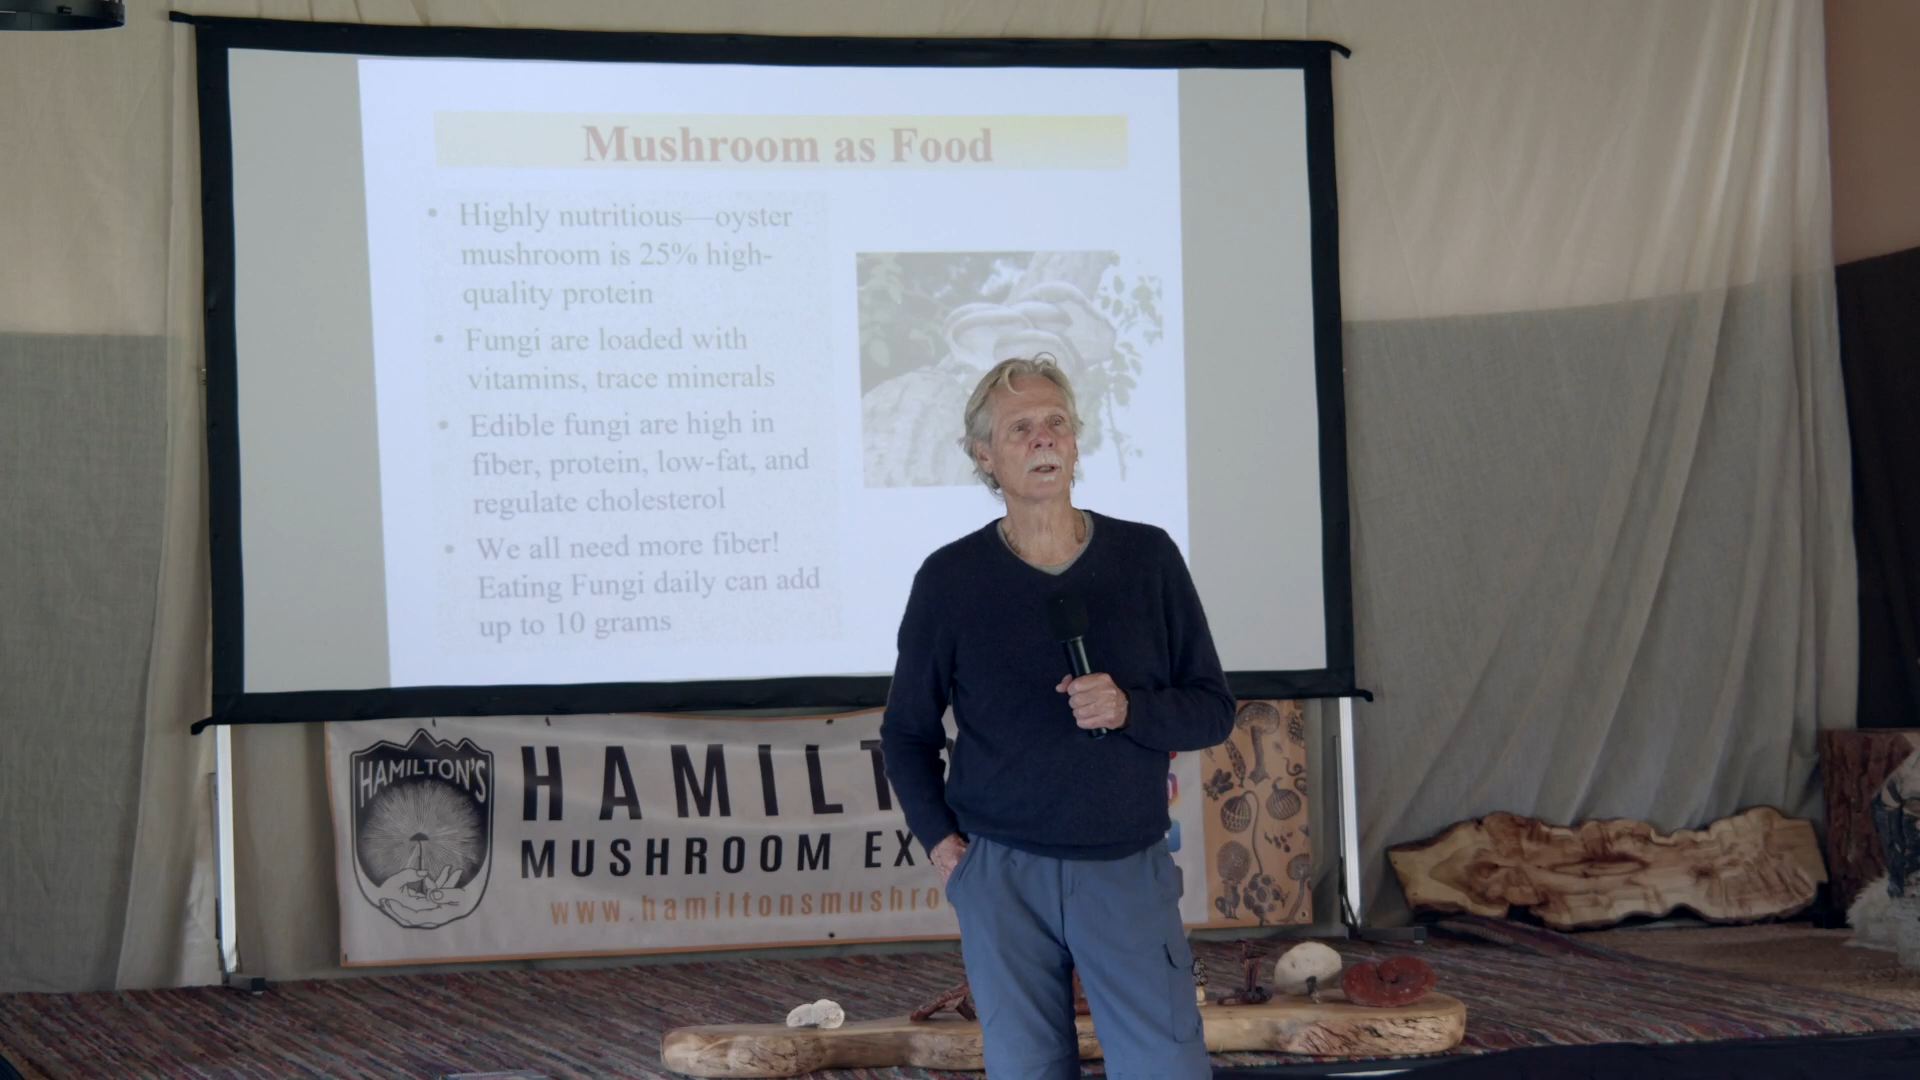 Mushroom as Food
• Highly nutritious—oyster
mushroom is 25% high-
quality protein
• Fungi are loaded with
vitamins, trace minerals
• Edible fungi are high in
fiber, protein, low-fat, and
regulate cholesterol
• We all need more fiber!
Eating Fungi daily can add
up to 10 grams
HAMILTON'S
HAMILT
MUSHROOM EX
www.hamiltonsmushro